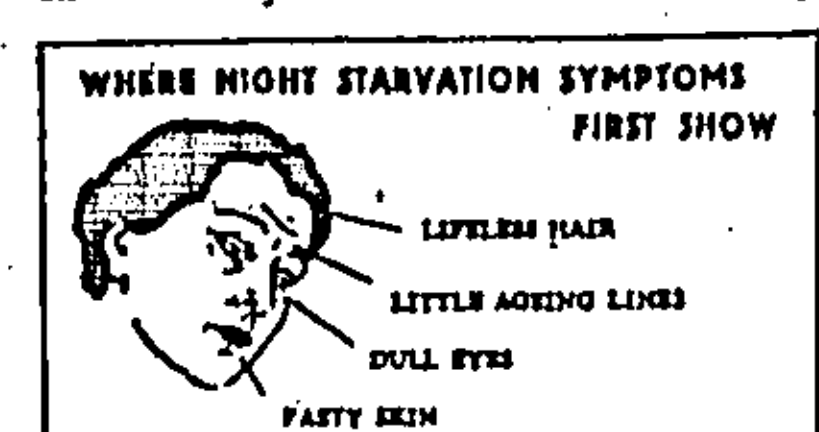 WHERE NIGHT STARVATION SYMPTOMS
FIRST SHOW
LIFELESS HAIR
LITTLE AGEING LINES
DULL EYES
PASTY SKIN